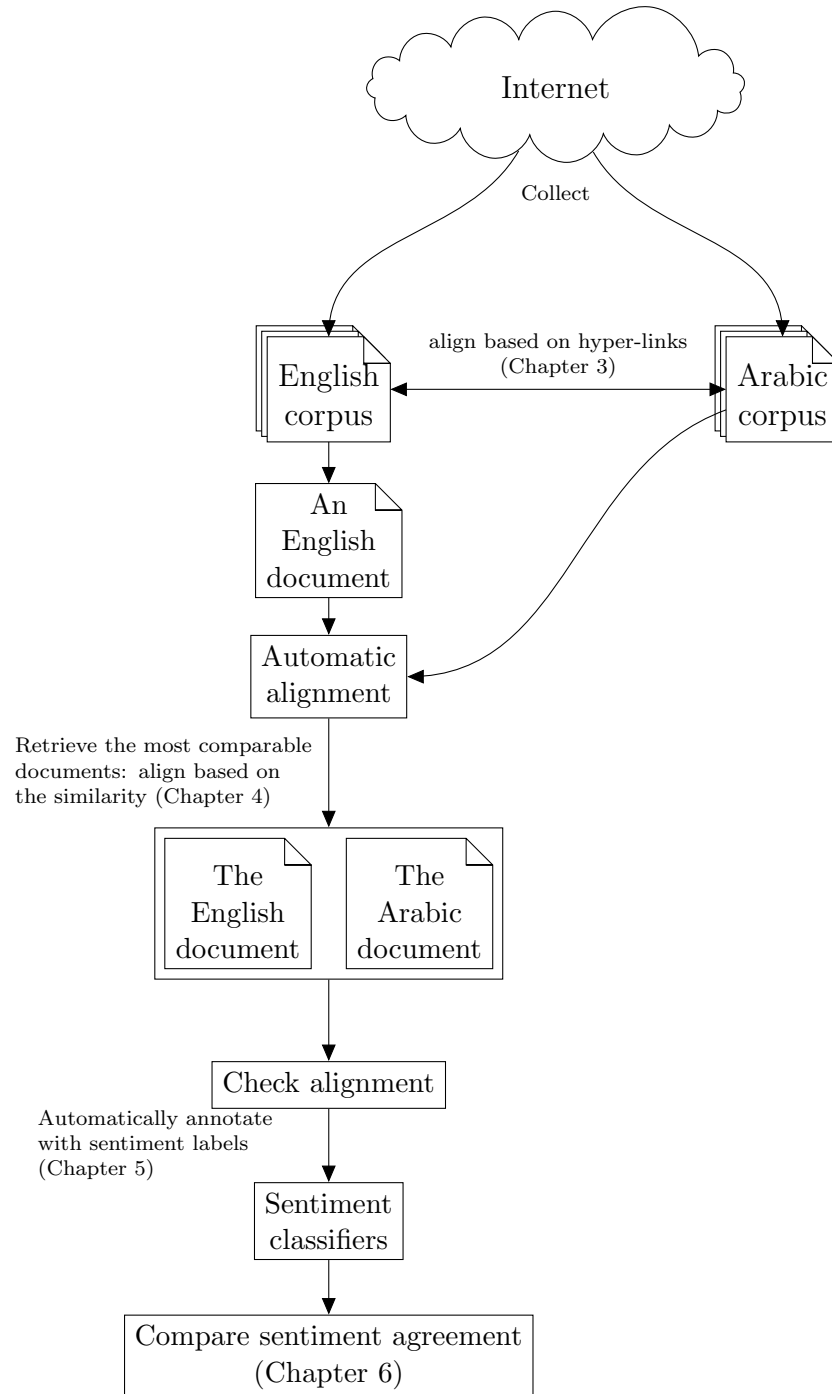 Internet
Collect
align based on hyper-links
(Chapter 3)
English
corpus
Arabic
corpus
An
English
document
Automatic
alignment
Retrieve the most comparable
documents: align based on
the similarity (Chapter 4)
The
English
document
The
Arabic
document
Check alignment
Automatically annotate
with sentiment labels
(Chapter 5)
Sentiment
classifiers
Compare sentiment agreement
(Chapter 6)